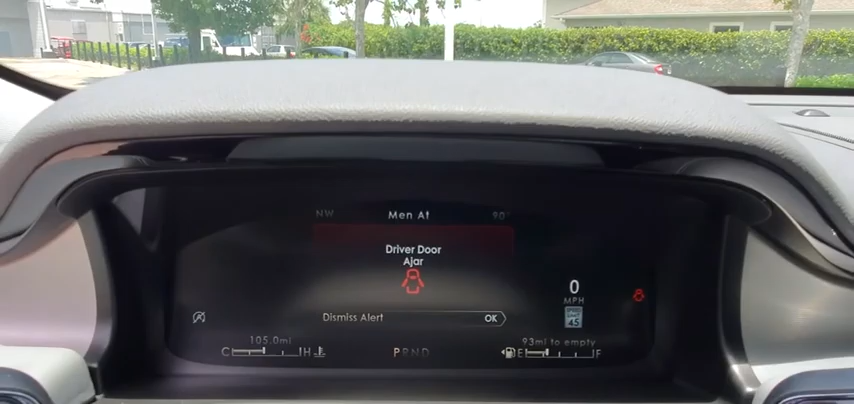 NW Men At 90°
Driver Door
Ajar
0
MPH
Dismiss Alert OK
45
105.0mi 93mi to empty
C H PRND E F